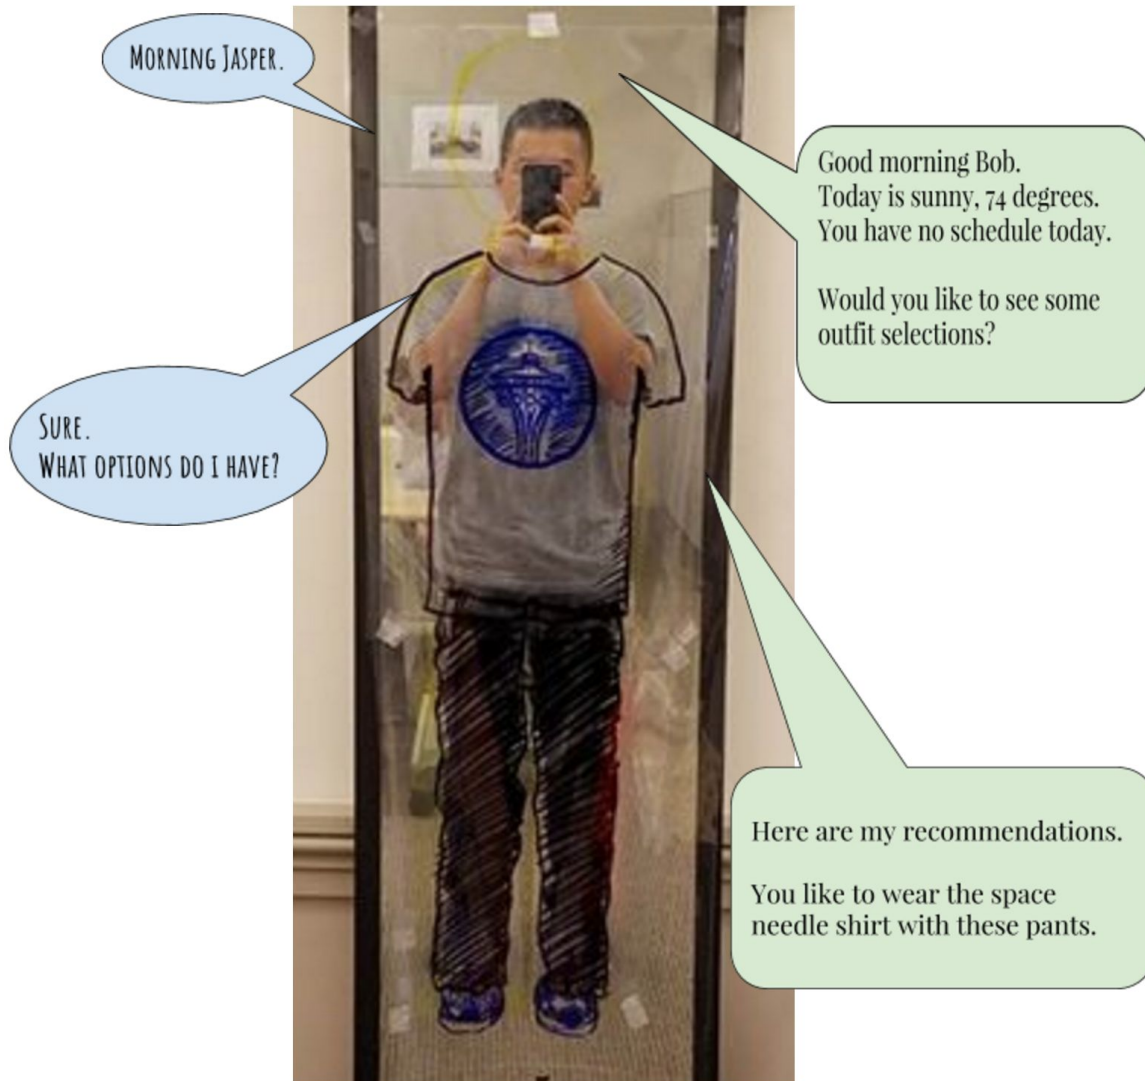 MORNING JASPER.
Good morning Bob.
Today is sunny, 74 degrees.
You have no schedule today.
Would you like to see some
outfit selections?
SURE.
WHAT OPTIONS DO I HAVE?
Here are my recommendations.
You like to wear the space
needle shirt with these pants.